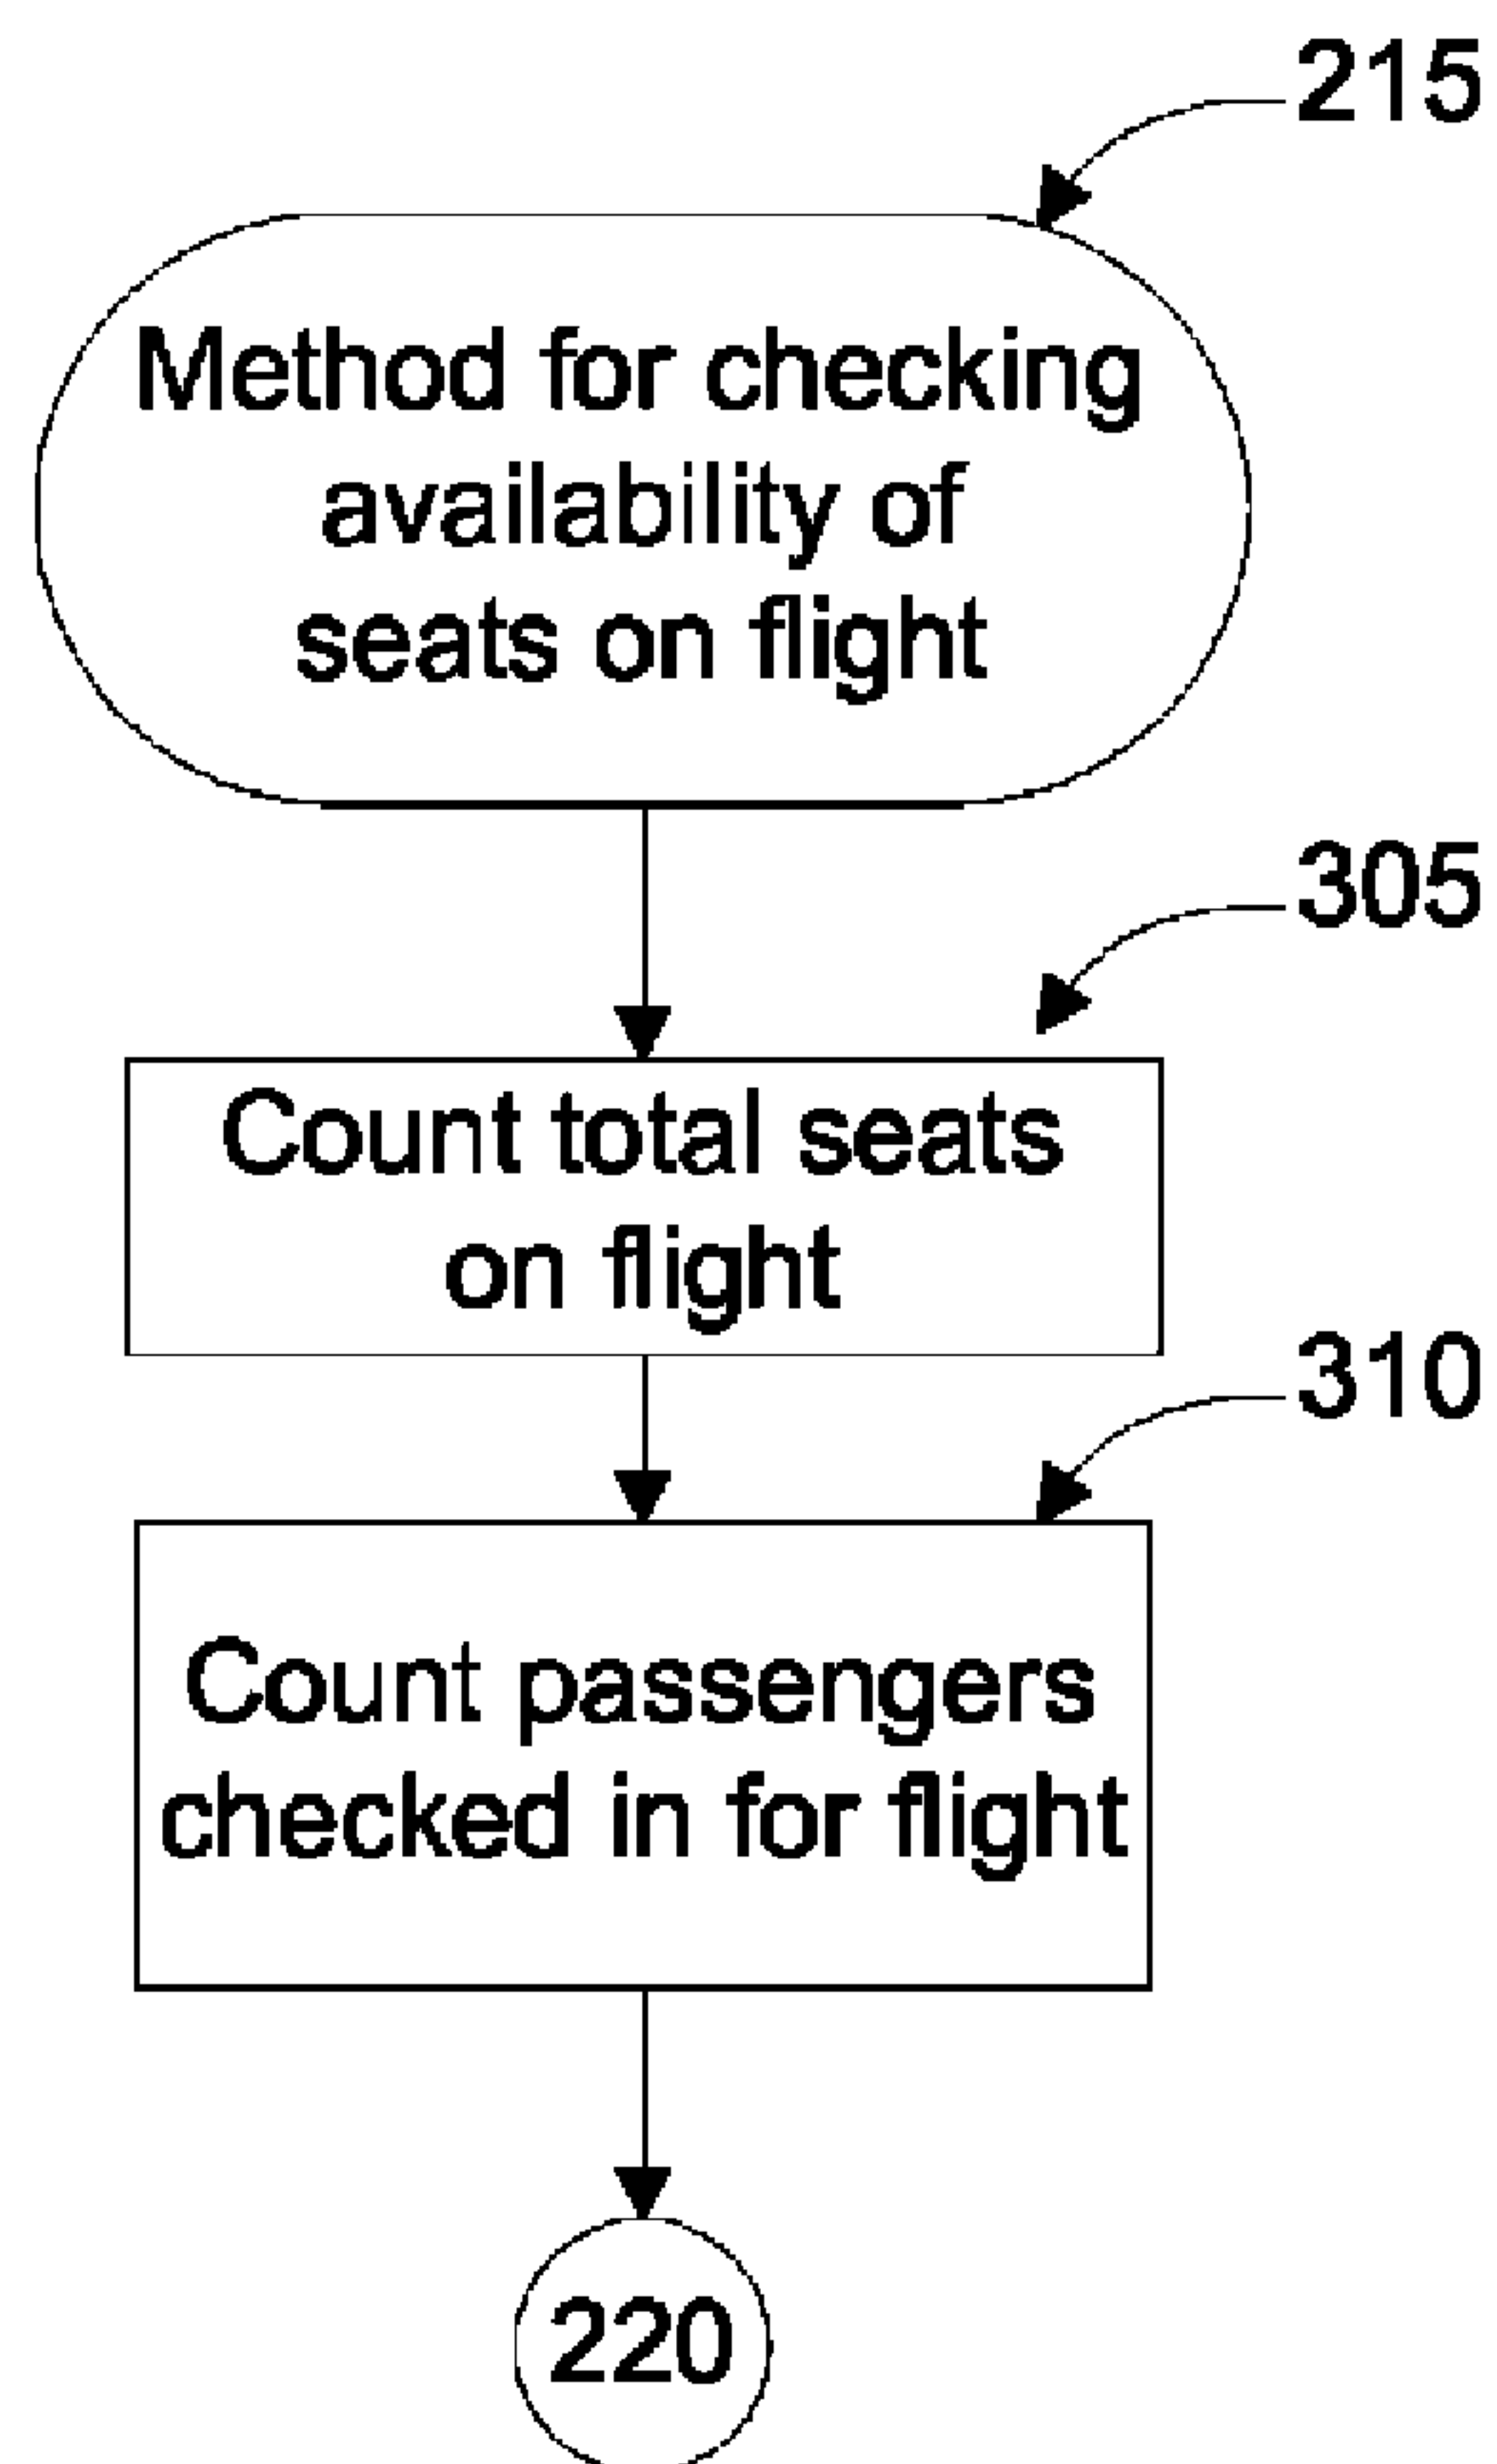 215
Method for checking
availability of
seats on flight
305
Count total seats
on flight
310
Count passengers
checked in for flight
220